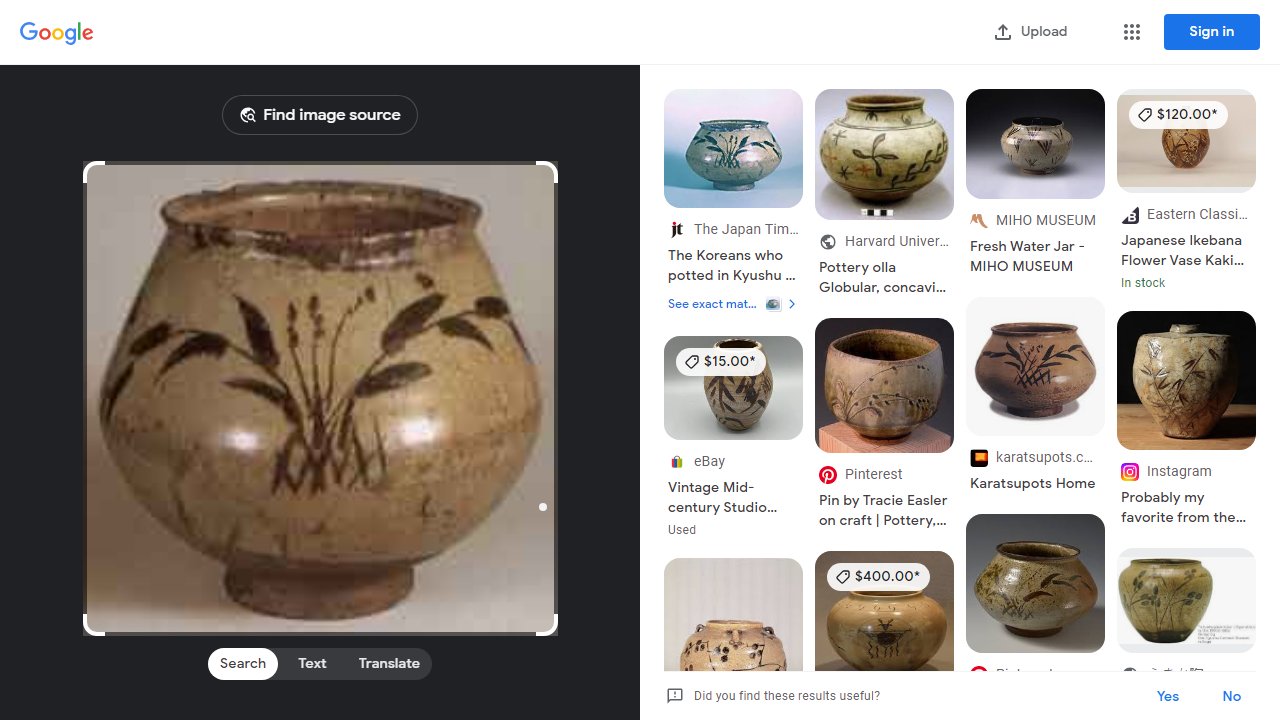 Google
Upload
Sign in
Find image source
Search
Text
Translate
The Japan Tim...
The Koreans who
potted in Kyushu ...
See exact mat...
$15.00*
eBay
Vintage Mid-
century Studio...
Used
Harvard Univer...
Pottery olla
Globular, concavi...
Pinterest
Pin by Tracie Easler
on craft | Pottery,...
$400.00*
MIHO MUSEUM
Fresh Water Jar -
MIHO MUSEUM
karatsupots.c...
Karatsupots Home
$120.00*
Eastern Classi...
Japanese Ikebana
Flower Vase Kaki...
In stock
Instagram
Probably my
favorite from the...
Did you find these results useful?
Yes
No